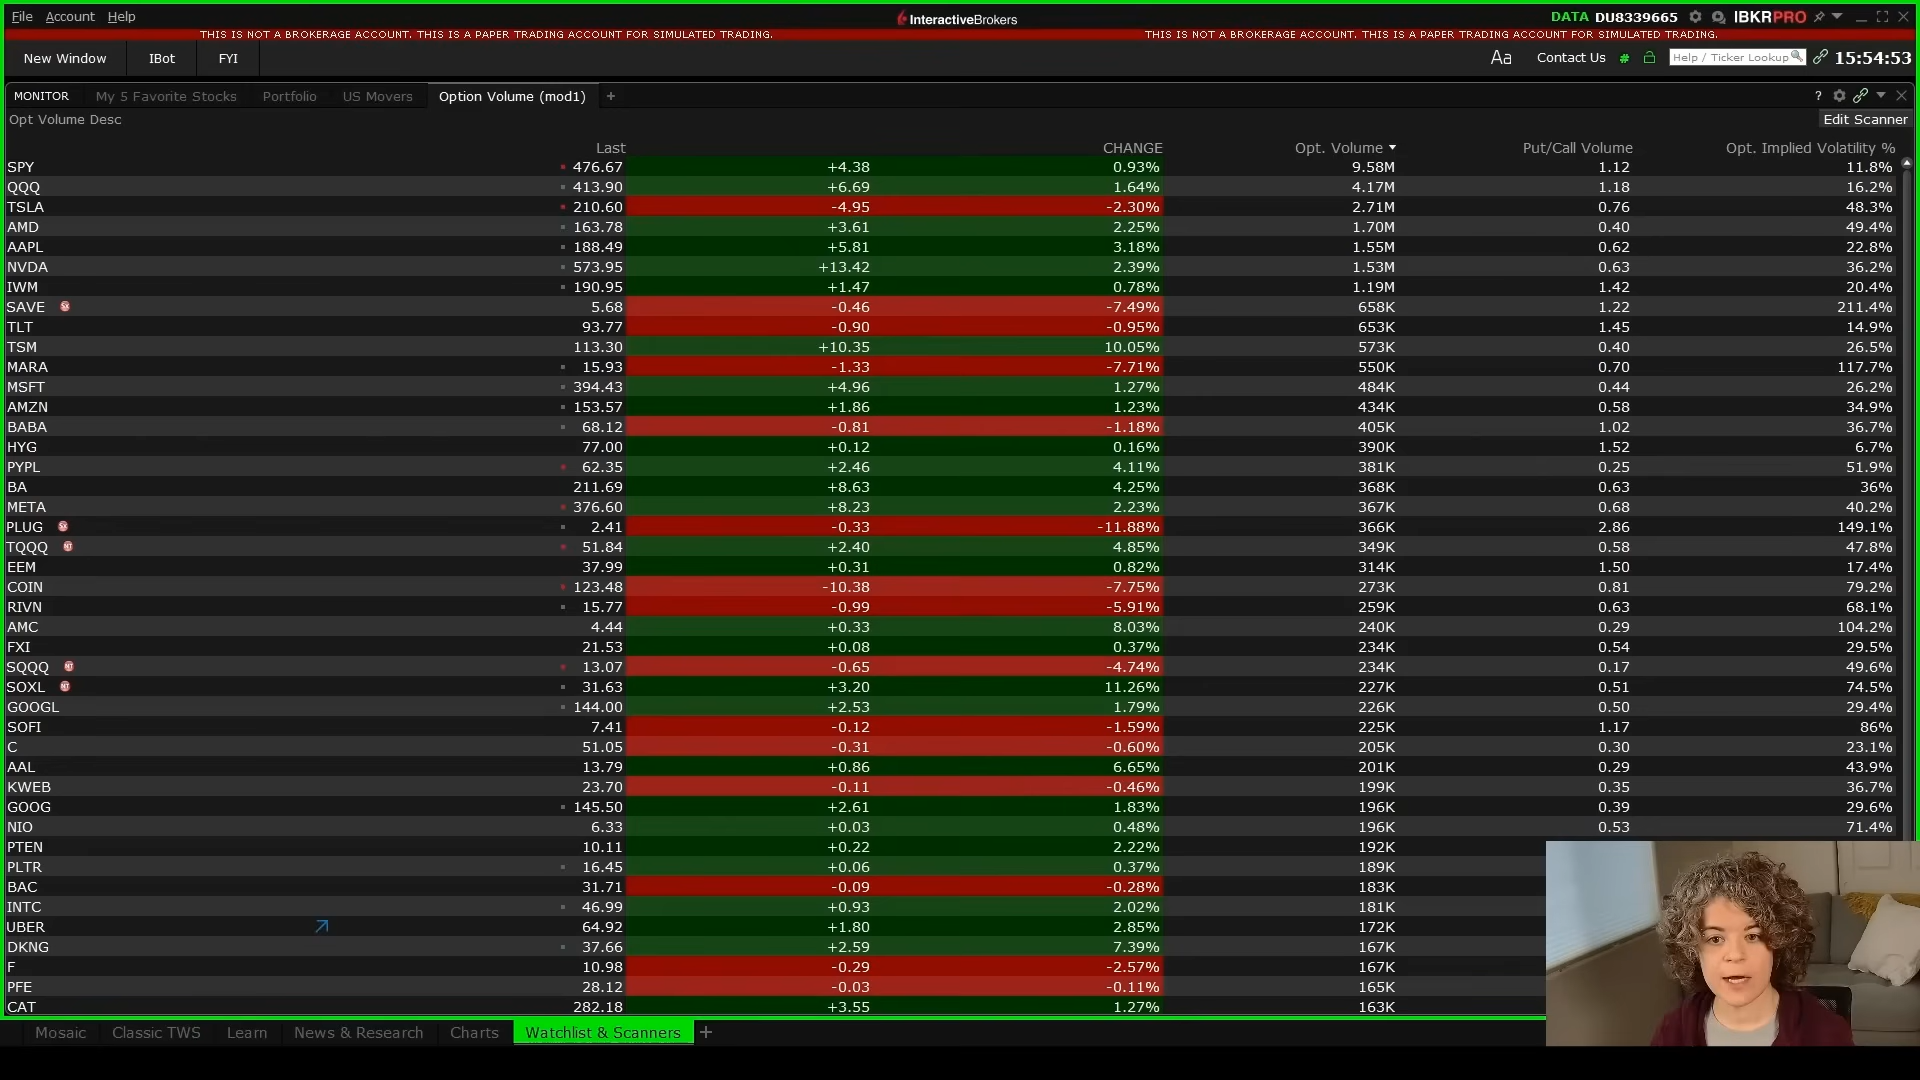 File Account Help InteractiveBrokers DATA DU8339665 IBKRPRO
THIS IS NOT A BROKERAGE ACCOUNT. THIS IS A PAPER TRADING ACCOUNT FOR SIMULATED TRADING. THIS IS NOT A BROKERAGE ACCOUNT. THIS IS A PAPER TRADING ACCOUNT FOR SIMULATED TRADING.
New Window IBot FYI Aa Contact Us # Help / Ticker Lookup 15:54:53
MONITOR My 5 Favorite Stocks Portfolio US Movers Option Volume (mod1) + ?
Opt Volume Desc Edit Scanner
Last CHANGE Opt. Volume Put/Call Volume Opt. Implied Volatility %
SPY 476.67 +4.38 0.93% 9.58M 1.12 11.8%
QQQ 413.90 +6.69 1.64% 4.17M 1.18 16.2%
TSLA 210.60 -4.95 -2.30% 2.71M 0.76 48.3%
AMD 163.78 +3.61 2.25% 1.70M 0.40 49.4%
AAPL 188.49 +5.81 3.18% 1.55M 0.62 22.8%
NVDA 573.95 +13.42 2.39% 1.53M 0.63 36.2%
IWM 190.95 +1.47 0.78% 1.19M 1.42 20.4%
SAVE 5.68 -0.46 -7.49% 658K 1.22 211.4%
TLT 93.77 -0.90 -0.95% 653K 1.45 14.9%
TSM 113.30 +10.35 10.05% 573K 0.40 26.5%
MARA 15.93 -1.33 -7.71% 550K 0.70 117.7%
MSFT 394.43 +4.96 1.27% 484K 0.44 26.2%
AMZN 153.57 +1.86 1.23% 434K 0.58 34.9%
BABA 68.12 -0.81 -1.18% 405K 1.02 36.7%
HYG 77.00 +0.12 0.16% 390K 1.52 6.7%
PYPL 62.35 +2.46 4.11% 381K 0.25 51.9%
BA 211.69 +8.63 4.25% 368K 0.63 36%
META 376.60 +8.23 2.23% 367K 0.68 40.2%
PLUG 2.41 -0.33 -11.88% 366K 2.86 149.1%
TQQQ 51.84 +2.40 4.85% 349K 0.58 47.8%
EEM 37.99 +0.31 0.82% 314K 1.50 17.4%
COIN 123.48 -10.38 -7.75% 273K 0.81 79.2%
RIVN 15.77 -0.99 -5.91% 259K 0.63 68.1%
AMC 4.44 +0.33 8.03% 240K 0.29 104.2%
FXI 21.53 +0.08 0.37% 234K 0.54 29.5%
SQQQ 13.07 -0.65 -4.74% 234K 0.17 49.6%
SOXL 31.63 +3.20 11.26% 227K 0.51 74.5%
GOOGL 144.00 +2.53 1.79% 226K 0.50 29.4%
SOFI 7.41 -0.12 -1.59% 225K 1.17 86%
C 51.05 -0.31 -0.60% 205K 0.30 23.1%
AAL 13.79 +0.86 6.65% 201K 0.29 43.9%
KWEB 23.70 -0.11 -0.46% 199K 0.35 36.7%
GOOG 145.50 +2.61 1.83% 196K 0.39 29.6%
NIO 6.33 +0.03 0.48% 196K 0.53 71.4%
PTEN 10.11 +0.22 2.22% 192K
PLTR 16.45 +0.06 0.37% 189K
BAC 31.71 -0.09 -0.28% 183K
INTC 46.99 +0.93 2.02% 181K
UBER 64.92 +1.80 2.85% 172K
DKNG 37.66 +2.59 7.39% 167K
F 10.98 -0.29 -2.57% 167K
PFE 28.12 -0.03 -0.11% 165K
CAT 282.18 +3.55 1.27% 163K
Mosaic Classic TWS Learn News & Research Charts Watchlist & Scanners +